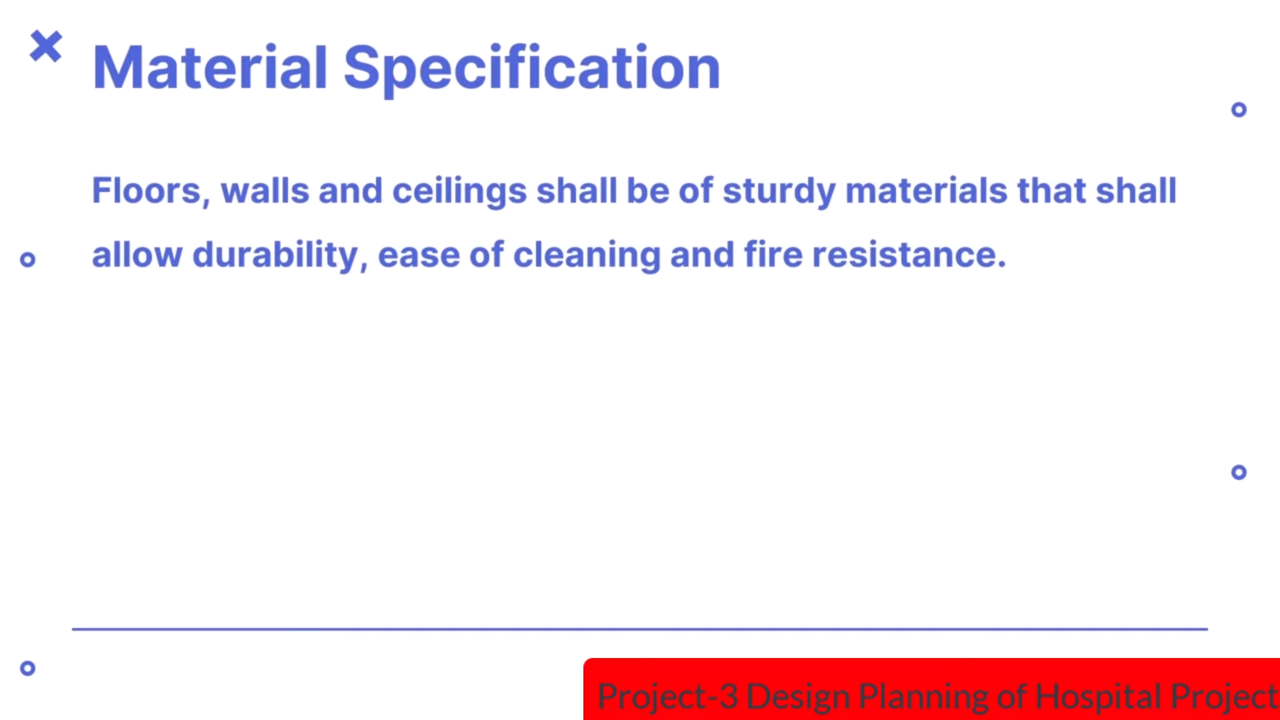 Material Specification
Floors, walls and ceilings shall be of sturdy materials that shall
allow durability, ease of cleaning and fire resistance.
Project-3 Design Planning of Hospital Project